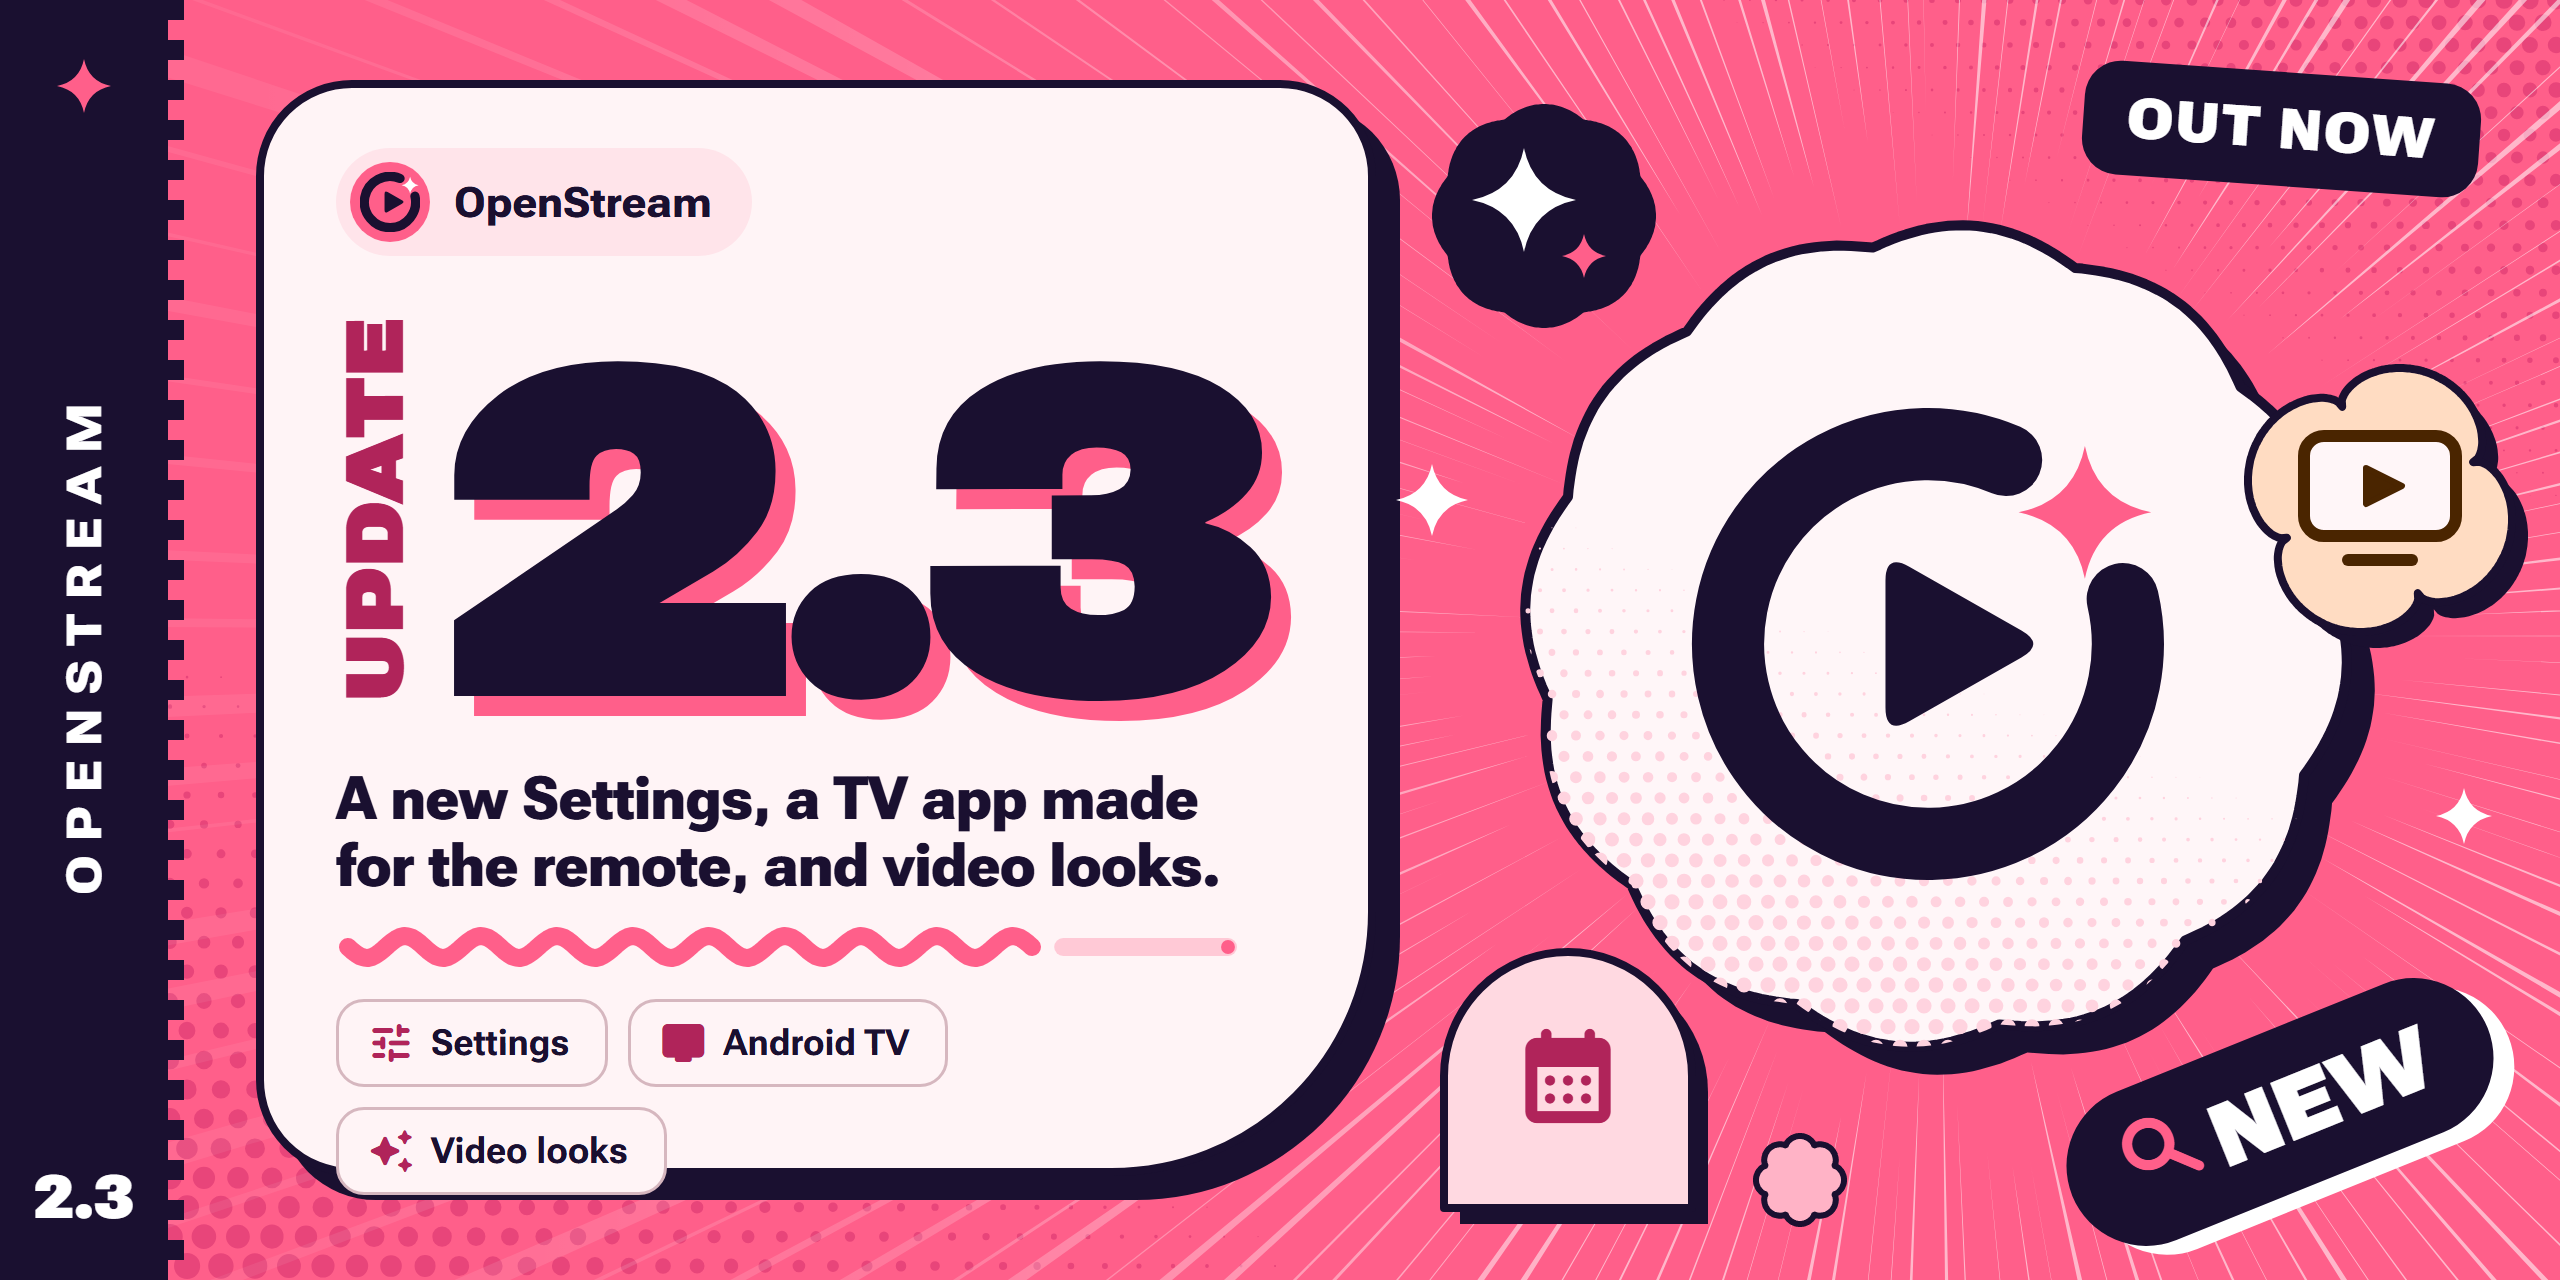 OPENSTREAM
2.3
OpenStream
UPDATE
2.3
A new Settings, a TV app made
for the remote, and video looks.
Settings
Android TV
Video looks
OUT NOW
NEW